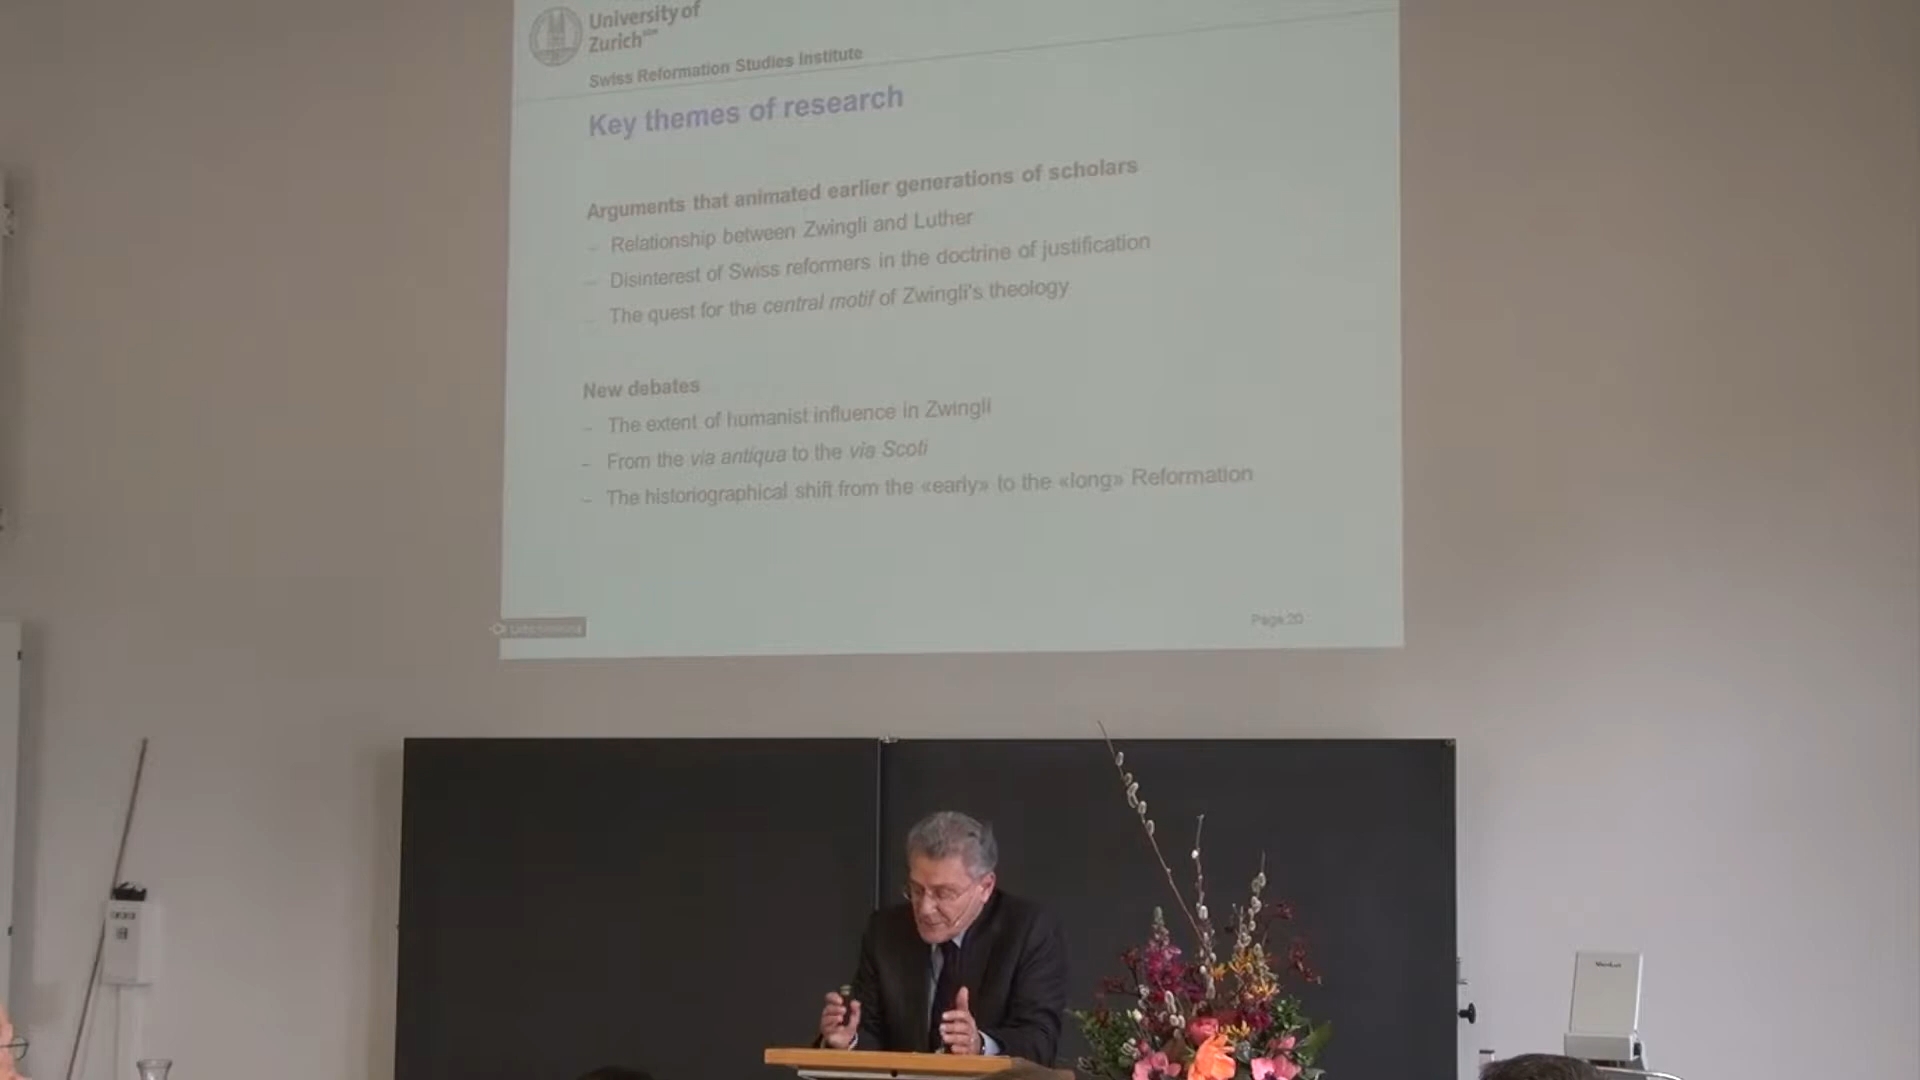 University of
Zurich
Swiss Reformation Studies Institute
Key themes of research
Arguments that animated earlier generations of scholars
– Relationship between Zwingli and Luther
– Disinterest of Swiss reformers in the doctrine of justification
– The quest for the central motif of Zwingli's theology
New debates
– The extent of humanist influence in Zwingli
– From the via antiqua to the via Scoti
– The historiographical shift from the «early» to the «long» Reformation
Page 20